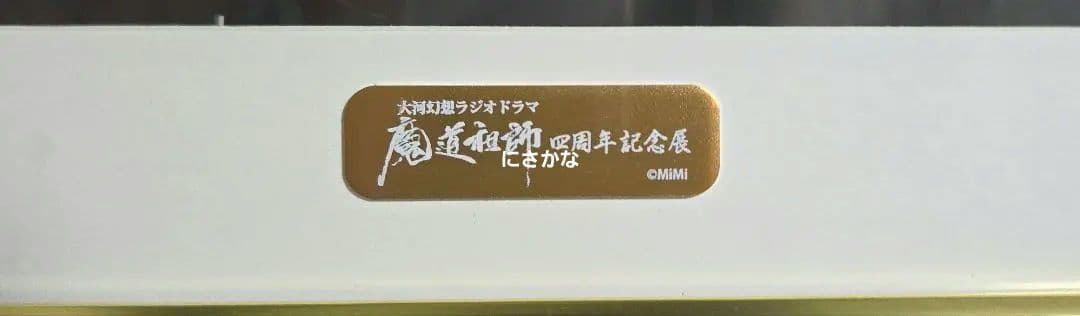 大河幻想ラジオドラマ
魔道祖師 四周年記念展
にさかな
©MiMi